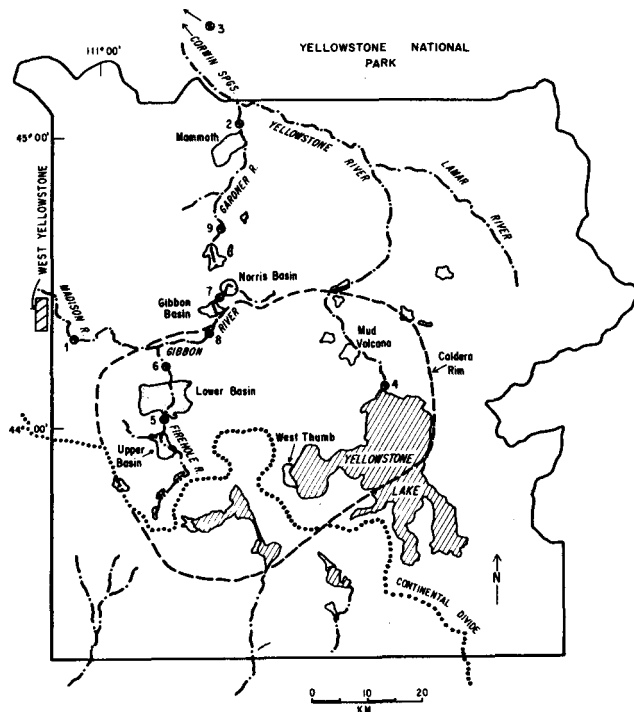 3
YELLOWSTONE NATIONAL
PARK
111° 00'
CORWIN SPGS.
2
45° 00'
Mammoth
YELLOWSTONE
RIVER
LAMAR
RIVER
GARDNER R.
9
WEST YELLOWSTONE
Norris Basin
7
Gibbon
Basin
MADISON R.
RIVER
8
1
GIBBON
Mud
Volcano
Caldera
Rim
6
4
Lower Basin
5
44° 00'
FIREHOLE R.
Upper
Basin
West Thumb
YELLOWSTONE
LAKE
N
CONTINENTAL
DIVIDE
0 10 20
KM